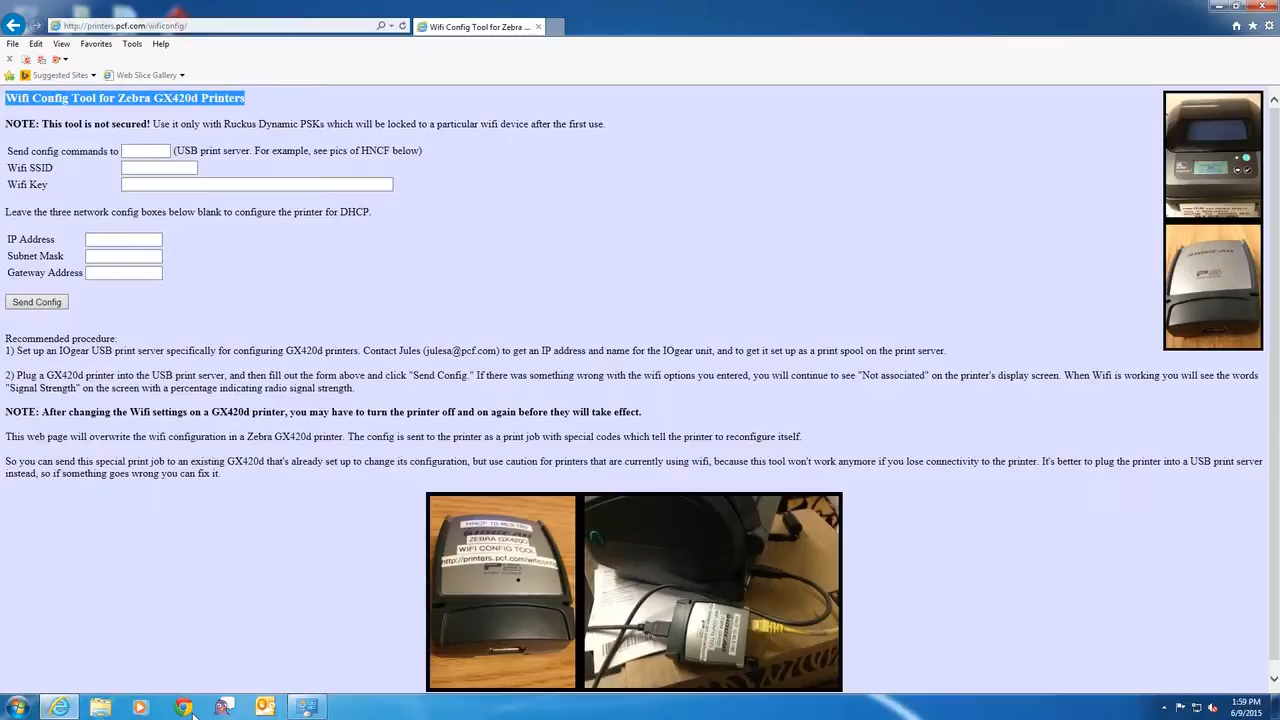 http://printers.pcf.com/wificonfig/
Wifi Config Tool for Zebra ...
File Edit View Favorites Tools Help
Suggested Sites Web Slice Gallery
Wifi Config Tool for Zebra GX420d Printers
NOTE: This tool is not secured! Use it only with Ruckus Dynamic PSKs which will be locked to a particular wifi device after the first use.
Send config commands to (USB print server. For example, see pics of HNCF below)
Wifi SSID
Wifi Key
Leave the three network config boxes below blank to configure the printer for DHCP.
IP Address
Subnet Mask
Gateway Address
Send Config
Recommended procedure:
1) Set up an IOgear USB print server specifically for configuring GX420d printers. Contact Jules (julesa@pcf.com) to get an IP address and name for the IOgear unit, and to get it set up as a print spool on the print server.
2) Plug a GX420d printer into the USB print server, and then fill out the form above and click "Send Config." If there was something wrong with the wifi options you entered, you will continue to see "Not associated" on the printer's display screen. When Wifi is working you will see the words
"Signal Strength" on the screen with a percentage indicating radio signal strength.
NOTE: After changing the Wifi settings on a GX420d printer, you may have to turn the printer off and on again before they will take effect.
This web page will overwrite the wifi configuration in a Zebra GX420d printer. The config is sent to the printer as a print job with special codes which tell the printer to reconfigure itself.
So you can send this special print job to an existing GX420d that's already set up to change its configuration, but use caution for printers that are currently using wifi, because this tool won't work anymore if you lose connectivity to the printer. It's better to plug the printer into a USB print server
instead, so if something goes wrong you can fix it.
ZEBRA GX420D
WIFI CONFIG TOOL
http://printers.pcf.com/wificonfig
1:59 PM
6/9/2015